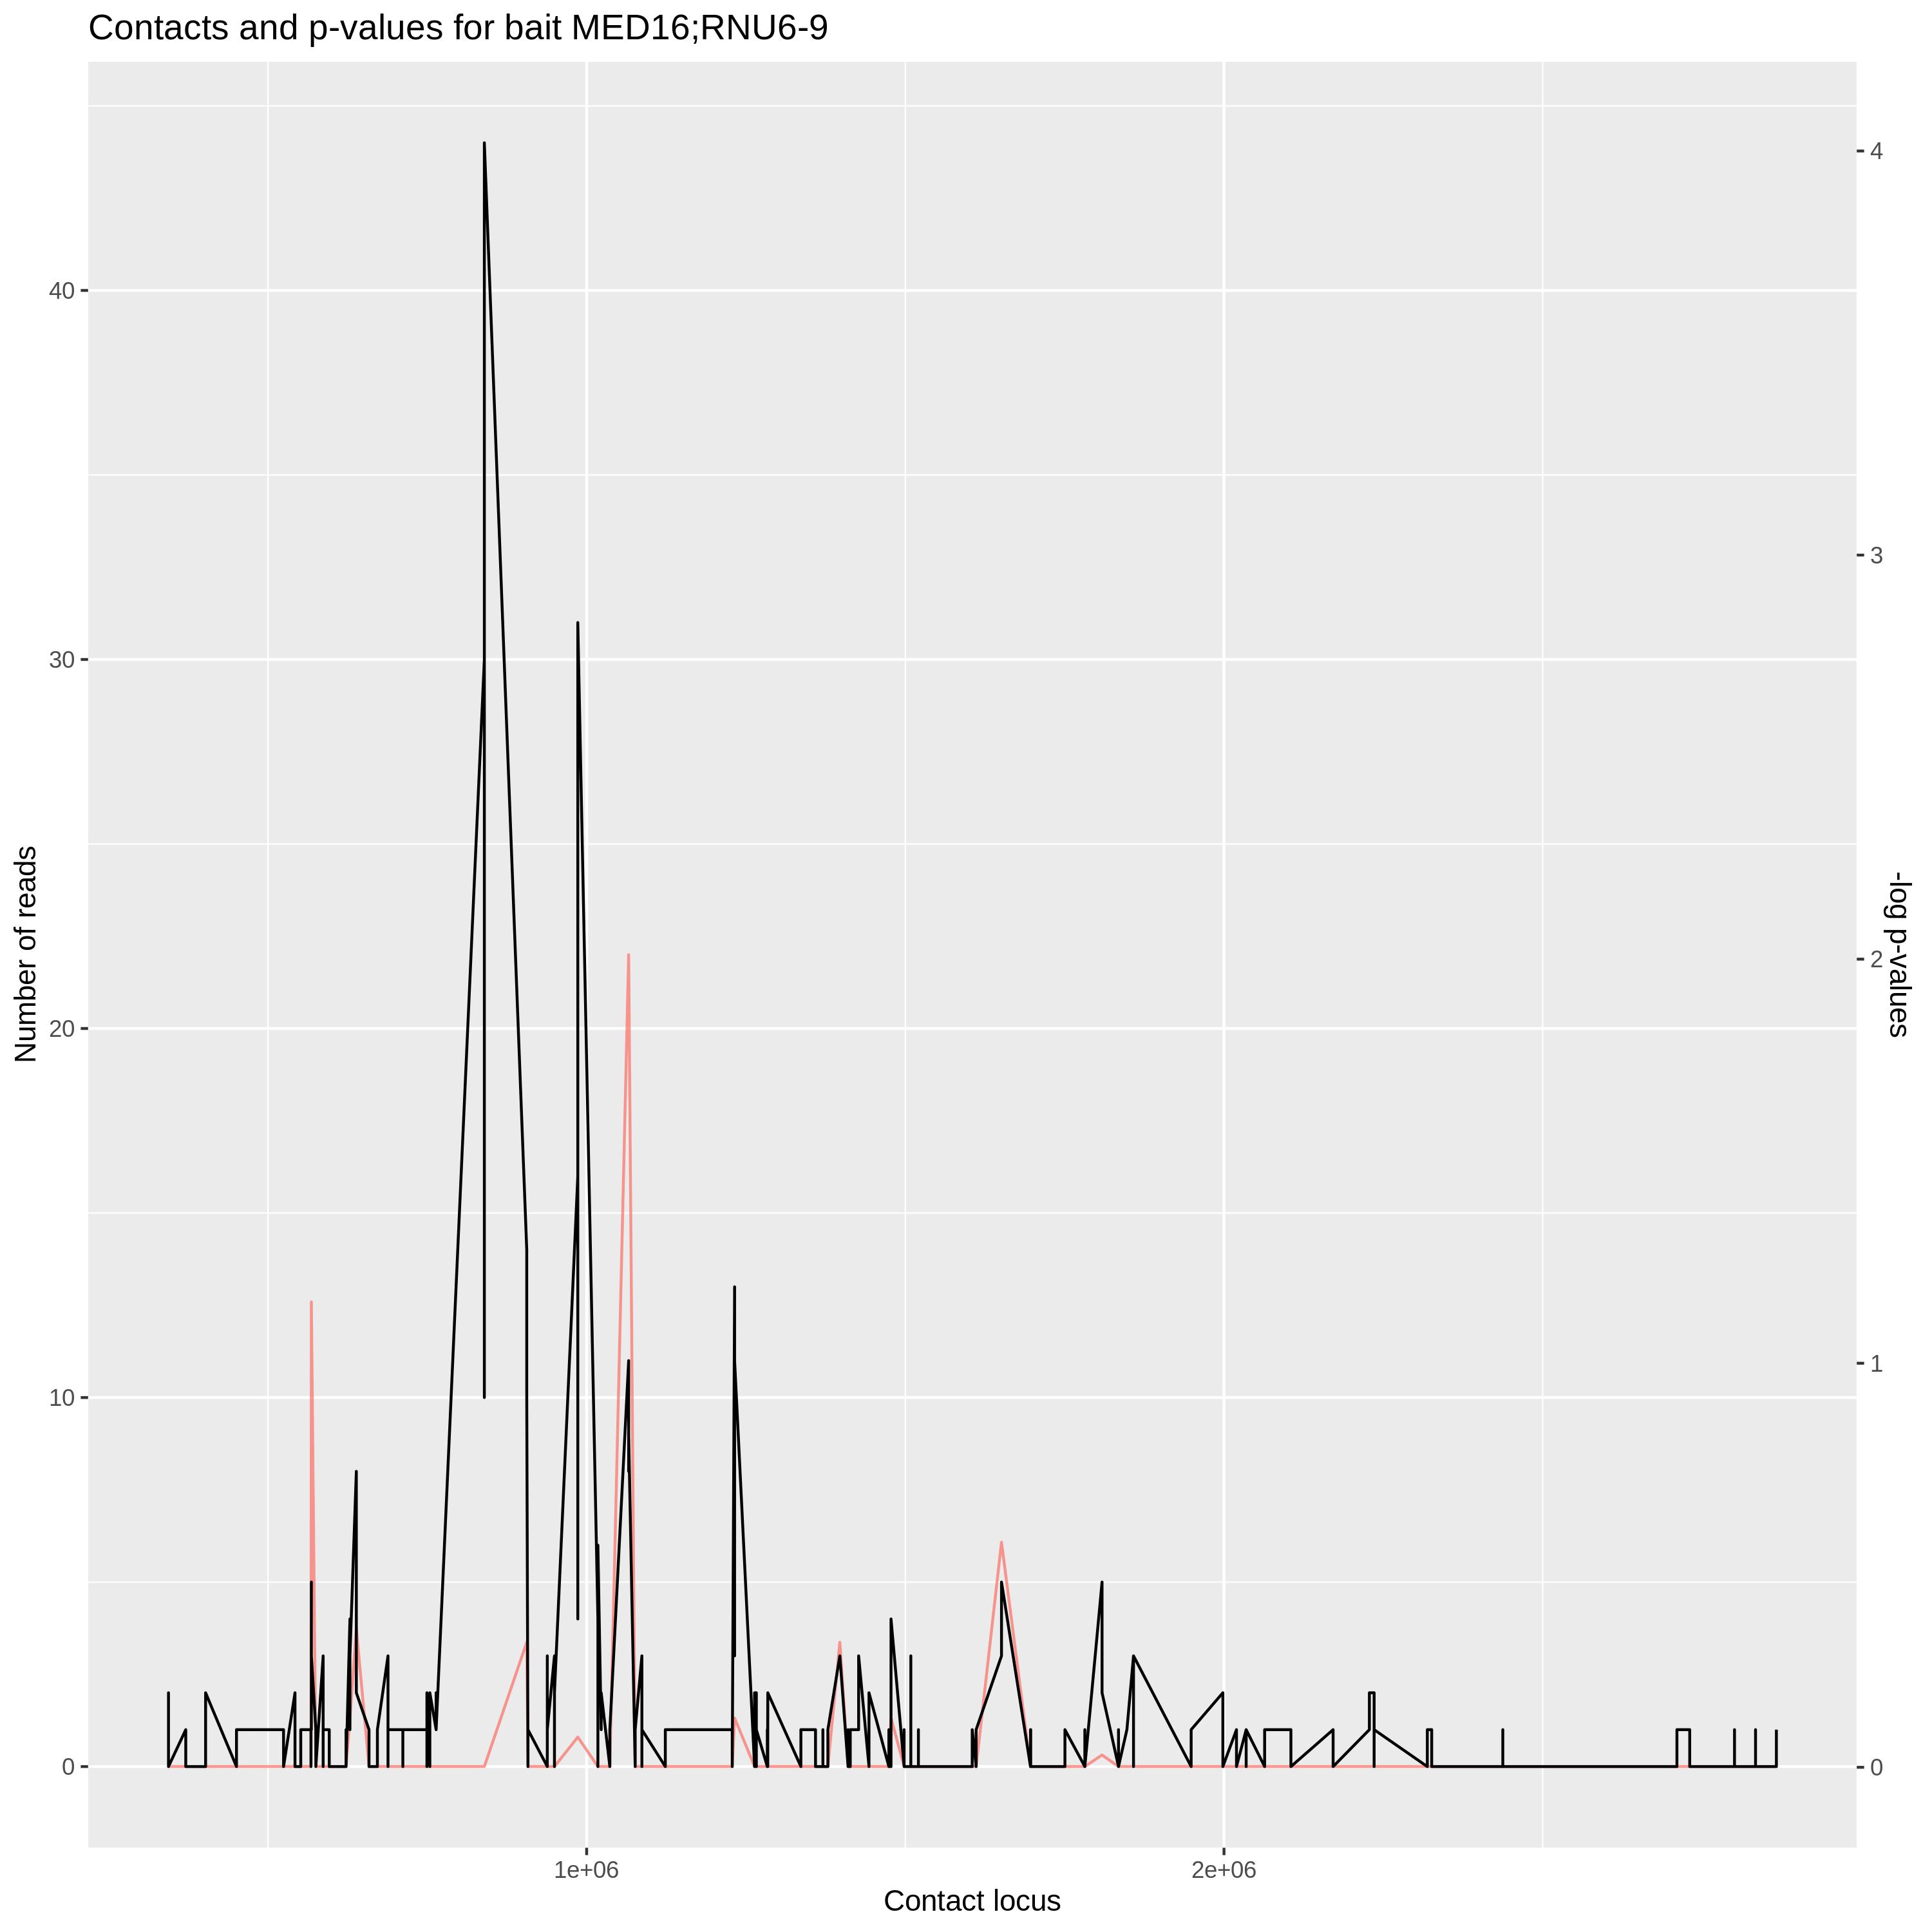 Contacts and p-values for bait MED16;RNU6-9
40
30
20
10
0
Number of reads
4
3
2
1
0
-log p-values
1e+06
2e+06
Contact locus